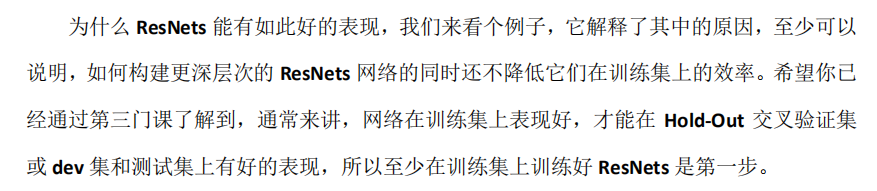 为什么 ResNets 能有如此好的表现，我们来看个例子，它解释了其中的原因，至少可以
说明，如何构建更深层次的 ResNets 网络的同时还不降低它们在训练集上的效率。希望你已
经通过第三门课了解到，通常来讲，网络在训练集上表现好，才能在 Hold-Out 交叉验证集
或 dev 集和测试集上有好的表现，所以至少在训练集上训练好 ResNets 是第一步。